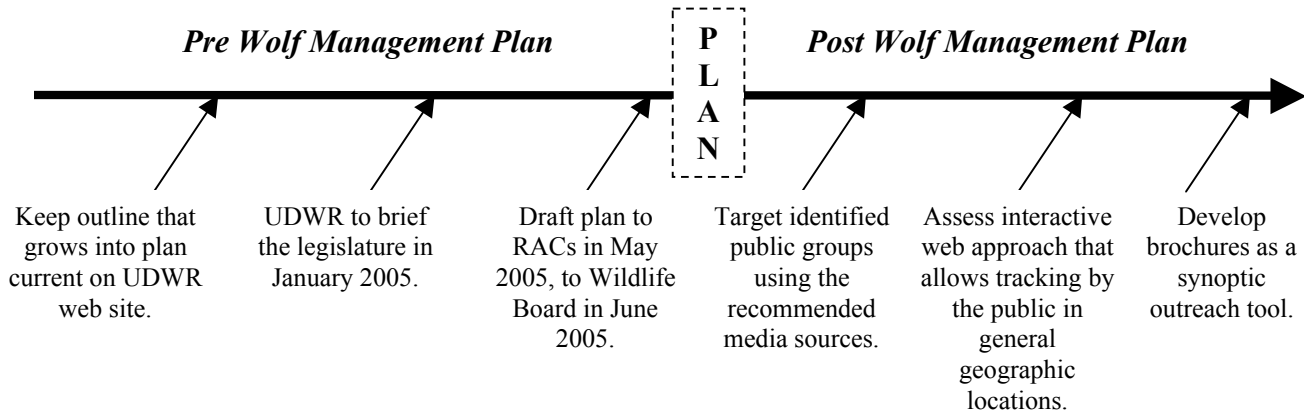 Pre Wolf Management Plan
P
L
A
N
Post Wolf Management Plan
Keep outline that
grows into plan
current on UDWR
web site.
UDWR to brief
the legislature in
January 2005.
Draft plan to
RACs in May
2005, to Wildlife
Board in June
2005.
Target identified
public groups
using the
recommended
media sources.
Assess interactive
web approach that
allows tracking by
the public in
general
geographic
locations.
Develop
brochures as a
synoptic
outreach tool.